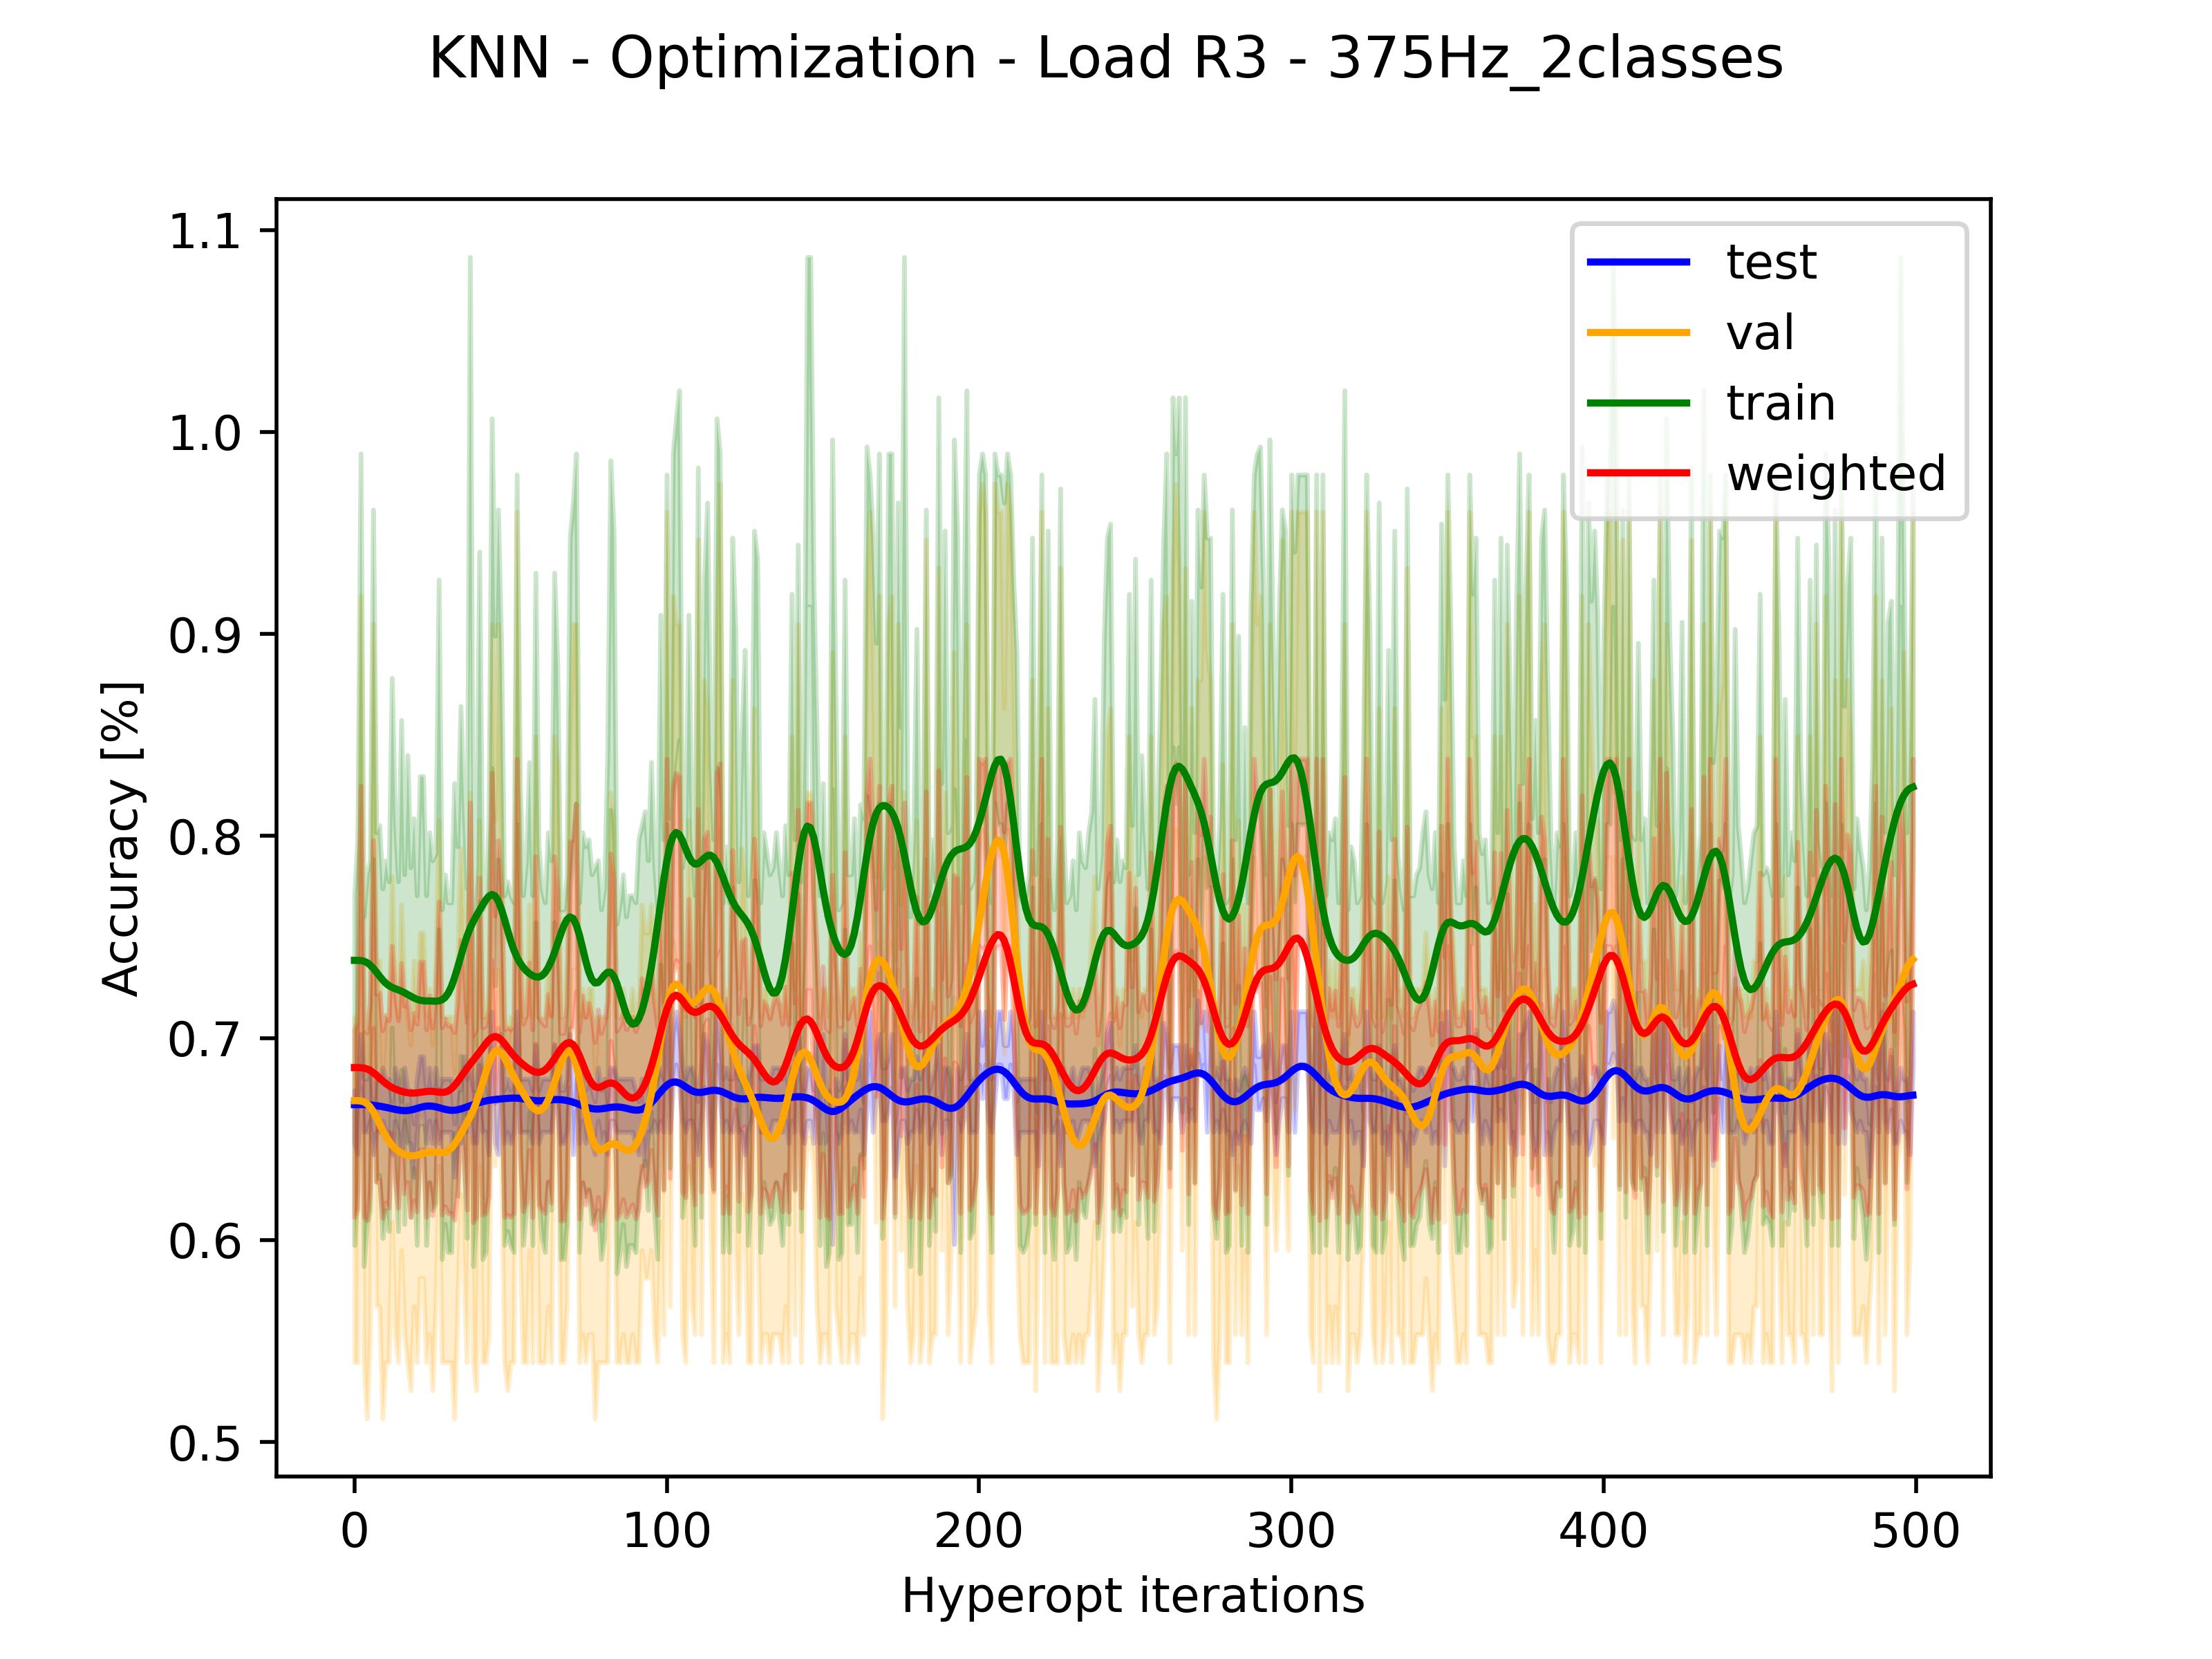 KNN - Optimization - Load R3 - 375Hz_2classes
1.1
1.0
0.9
0.8
0.7
0.6
0.5
Accuracy [%]
test
val
train
weighted
0 100 200 300 400 500
Hyperopt iterations